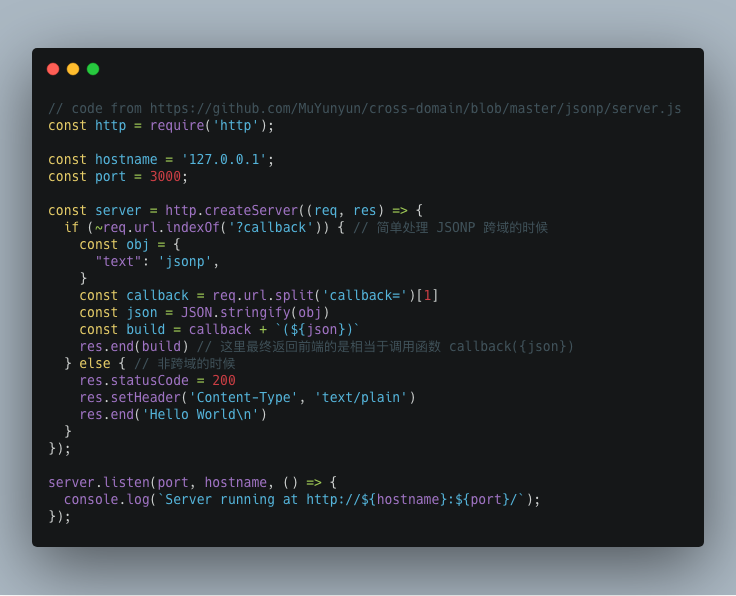 // code from https://github.com/MuYunyun/cross-domain/blob/master/jsonp/server.js
const http = require('http');

const hostname = '127.0.0.1';
const port = 3000;

const server = http.createServer((req, res) => {
  if (~req.url.indexOf('?callback')) { // 简单处理 JSONP 跨域的时候
    const obj = {
      "text": 'jsonp',
    }
    const callback = req.url.split('callback=')[1]
    const json = JSON.stringify(obj)
    const build = callback + `(${json})`
    res.end(build) // 这里最终返回前端的是相当于调用函数 callback({json})
  } else { // 非跨域的时候
    res.statusCode = 200
    res.setHeader('Content-Type', 'text/plain')
    res.end('Hello World\n')
  }
});

server.listen(port, hostname, () => {
  console.log(`Server running at http://${hostname}:${port}/`);
});